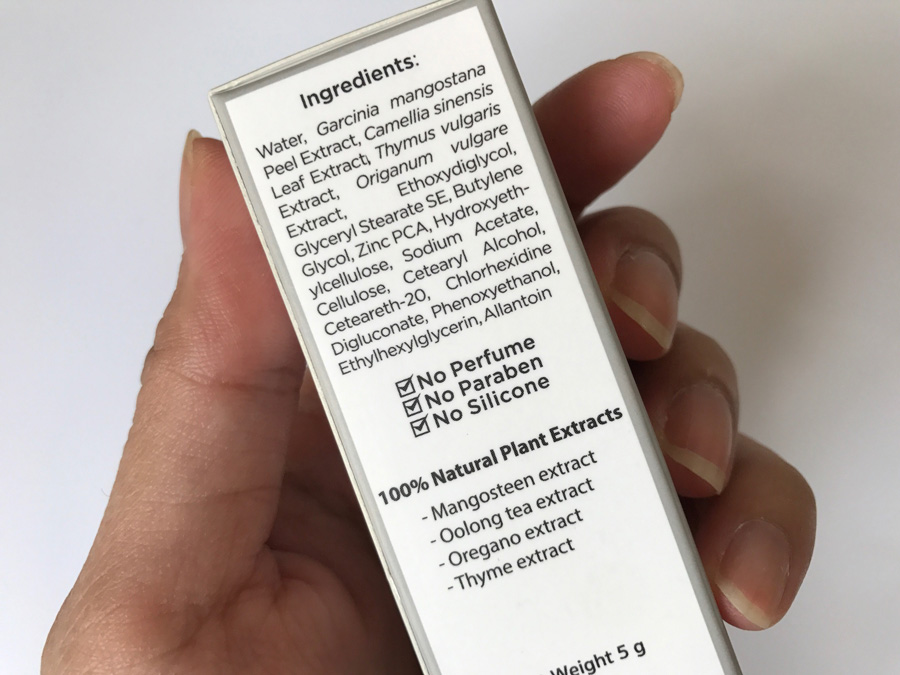 Ingredients:
Water, Garcinia mangostana
Peel Extract, Camellia sinensis
Leaf Extract, Thymus vulgaris
Extract, Origanum vulgare
Extract, Ethoxydiglycol,
Glyceryl Stearate SE, Butylene
Glycol, Zinc PCA, Hydroxyeth-
ylcellulose, Sodium Acetate,
Cellulose, Cetearyl Alcohol,
Ceteareth-20, Chlorhexidine
Digluconate, Phenoxyethanol,
Ethylhexylglycerin, Allantoin
☑ No Perfume
☑ No Paraben
☑ No Silicone
100% Natural Plant Extracts
- Mangosteen extract
- Oolong tea extract
- Oregano extract
- Thyme extract
Weight 5 g